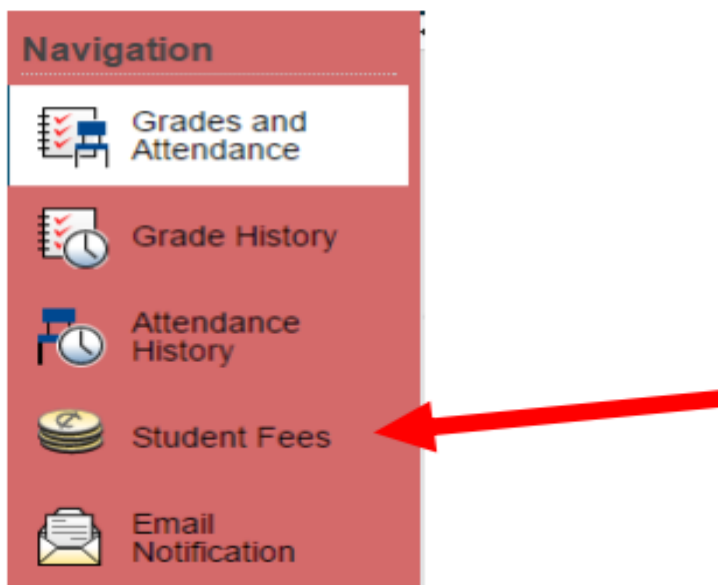 Navigation
Grades and
Attendance
Grade History
Attendance
History
Student Fees
Email
Notification